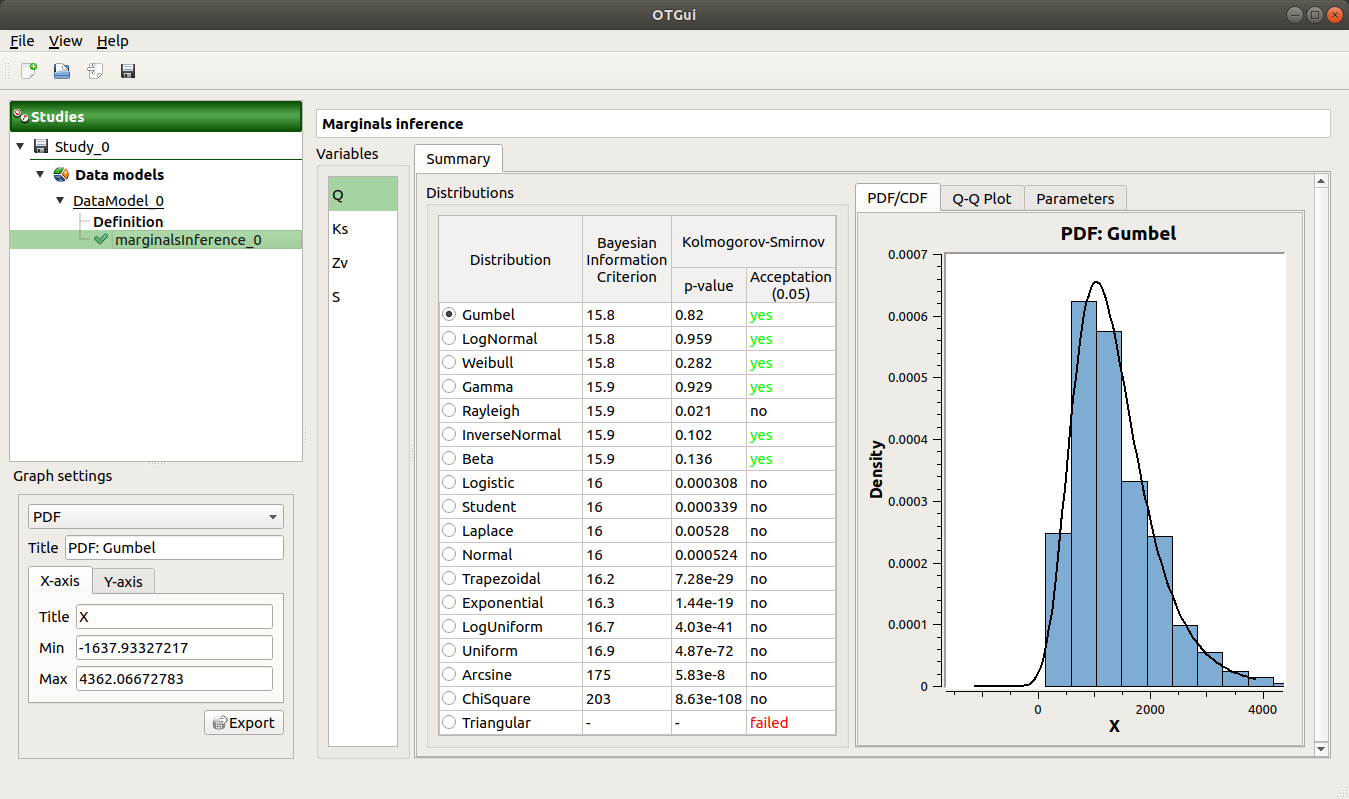 OTGui
File View Help
Studies
Study_0
Data models
DataModel_0
Definition
marginalsInference_0
Graph settings
PDF
Title PDF: Gumbel
X-axis Y-axis
Title X
Min -1637.93327217
Max 4362.06672783
Export
Marginals inference
Variables
Q
Ks
Zv
S
Summary
Distributions
Distribution Bayesian Information Criterion Kolmogorov-Smirnov
p-value Acceptation (0.05)
Gumbel 15.8 0.82 yes
LogNormal 15.8 0.959 yes
Weibull 15.8 0.282 yes
Gamma 15.9 0.929 yes
Rayleigh 15.9 0.021 no
InverseNormal 15.9 0.102 yes
Beta 15.9 0.136 yes
Logistic 16 0.000308 no
Student 16 0.000339 no
Laplace 16 0.00528 no
Normal 16 0.000524 no
Trapezoidal 16.2 7.28e-29 no
Exponential 16.3 1.44e-19 no
LogUniform 16.7 4.03e-41 no
Uniform 16.9 4.87e-72 no
Arcsine 175 5.83e-8 no
ChiSquare 203 8.63e-108 no
Triangular - - failed
PDF/CDF Q-Q Plot Parameters
PDF: Gumbel
0.0007
0.0006
0.0005
0.0004
0.0003
0.0002
0.0001
0
Density
0 2000 4000
X